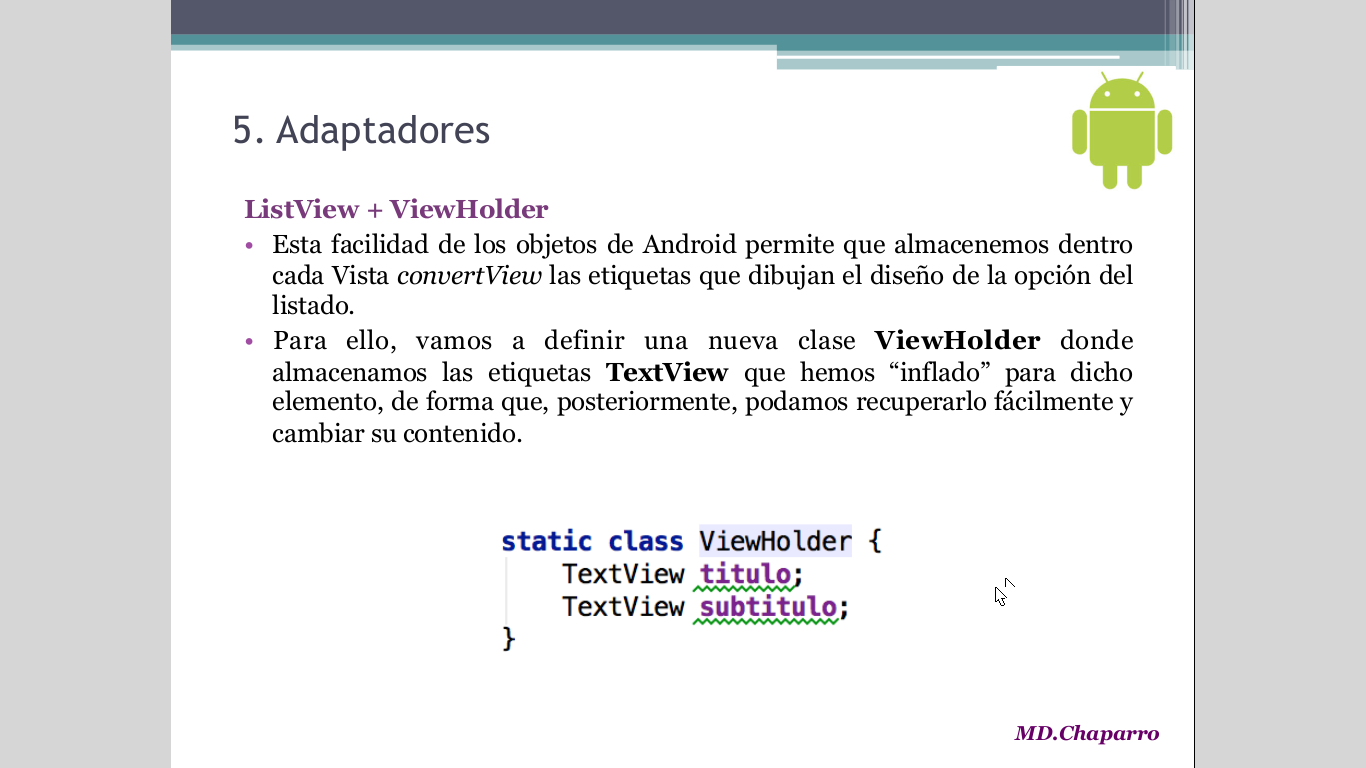 5. Adaptadores
ListView + ViewHolder
• Esta facilidad de los objetos de Android permite que almacenemos dentro
cada Vista convertView las etiquetas que dibujan el diseño de la opción del
listado.
• Para ello, vamos a definir una nueva clase ViewHolder donde
almacenamos las etiquetas TextView que hemos “inflado” para dicho
elemento, de forma que, posteriormente, podamos recuperarlo fácilmente y
cambiar su contenido.
static class ViewHolder {
    TextView titulo;
    TextView subtitulo;
}
MD.Chaparro